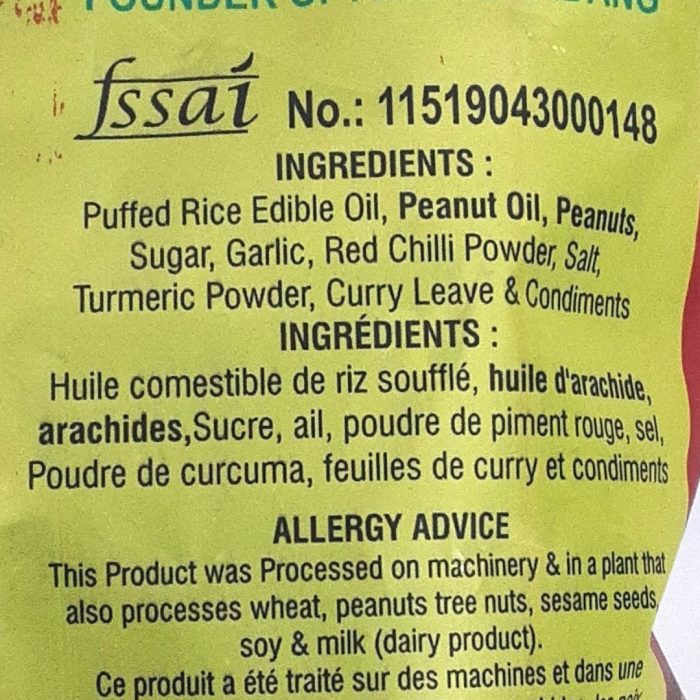 FOUNDER OF
fssai No.: 11519043000148
INGREDIENTS :
Puffed Rice Edible Oil, Peanut Oil, Peanuts,
Sugar, Garlic, Red Chilli Powder, Salt,
Turmeric Powder, Curry Leave & Condiments
INGRÉDIENTS :
Huile comestible de riz soufflé, huile d'arachide,
arachides,Sucre, ail, poudre de piment rouge, sel,
Poudre de curcuma, feuilles de curry et condiments
ALLERGY ADVICE
This Product was Processed on machinery & in a plant that
also processes wheat, peanuts tree nuts, sesame seeds,
soy & milk (dairy product).
Ce produit a été traité sur des machines et dans une